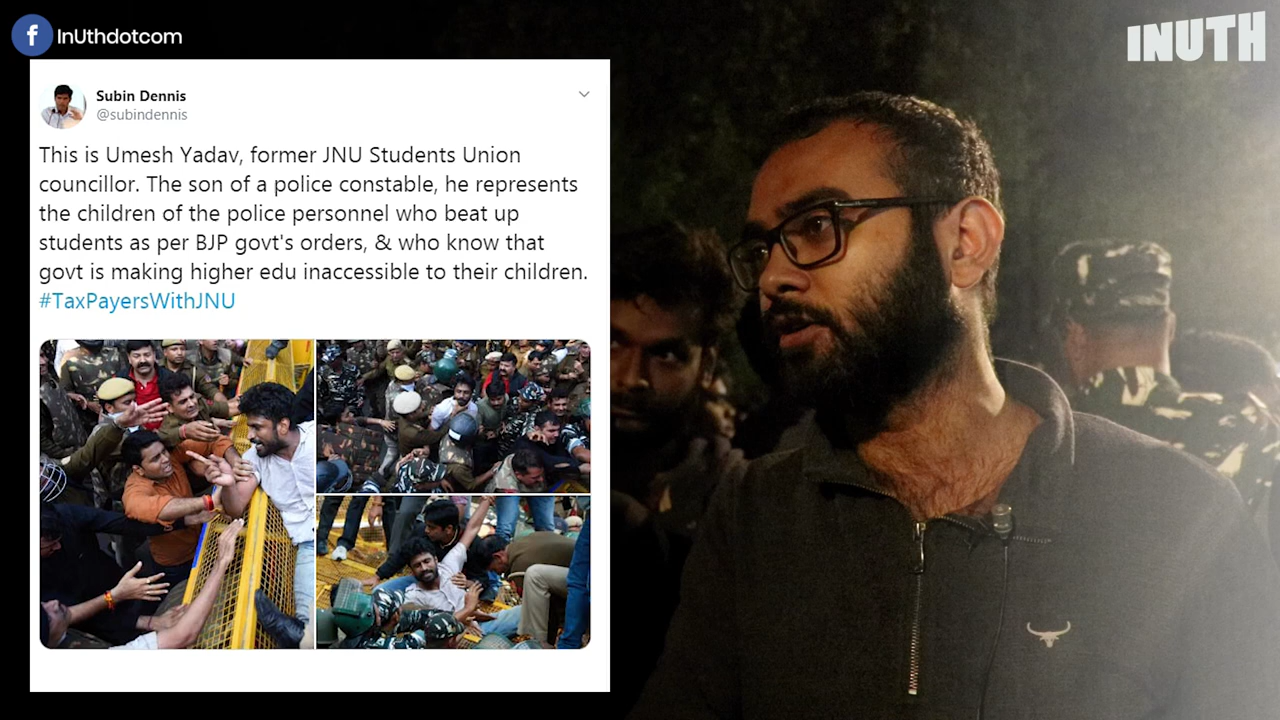 f InUthdotcom
INUTH
Subin Dennis
@subindennis
This is Umesh Yadav, former JNU Students Union
councillor. The son of a police constable, he represents
the children of the police personnel who beat up
students as per BJP govt's orders, & who know that
govt is making higher edu inaccessible to their children.
#TaxPayersWithJNU